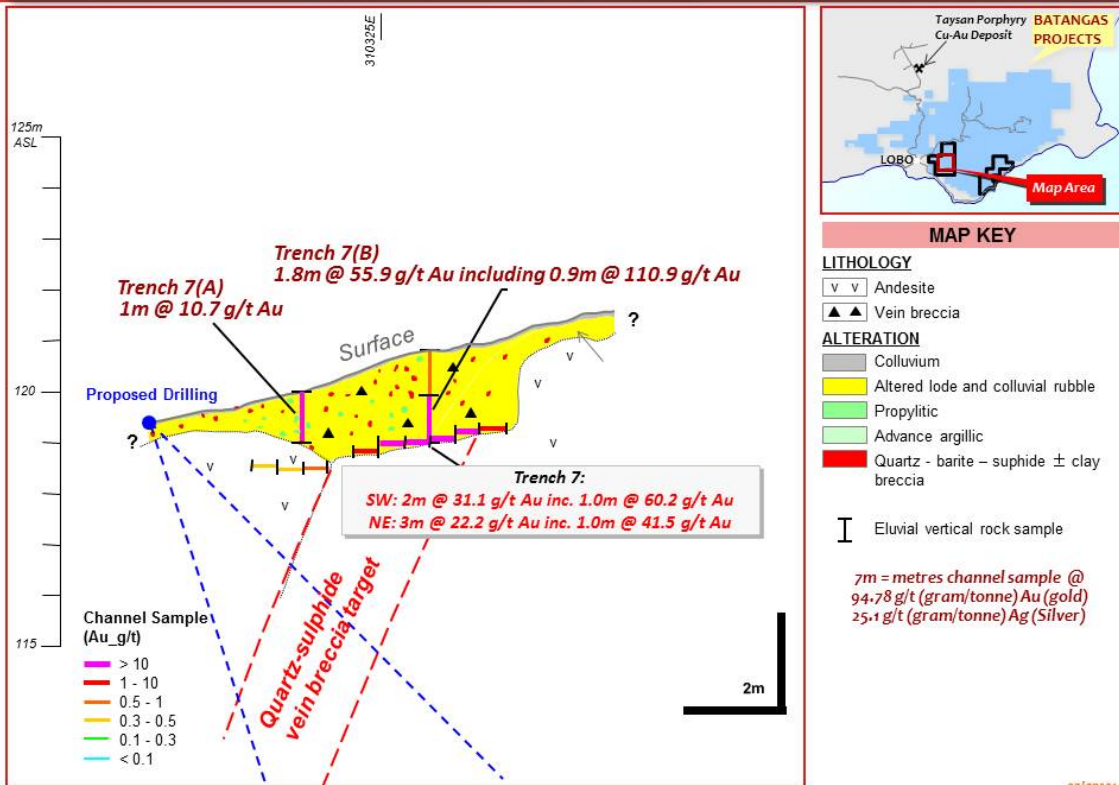 310325E
125m
ASL
120
115
Trench 7(A)
1m @ 10.7 g/t Au
Trench 7(B)
1.8m @ 55.9 g/t Au including 0.9m @ 110.9 g/t Au
Surface
?
Proposed Drilling
?
v
v
v
v
v
v
v
Trench 7:
SW: 2m @ 31.1 g/t Au inc. 1.0m @ 60.2 g/t Au
NE: 3m @ 22.2 g/t Au inc. 1.0m @ 41.5 g/t Au
Quartz-sulphide
vein breccia target
Channel Sample
(Au_g/t)
> 10
1 - 10
0.5 - 1
0.3 - 0.5
0.1 - 0.3
< 0.1
2m
Taysan Porphyry
Cu-Au Deposit
BATANGAS
PROJECTS
LOBO
Map Area
MAP KEY
LITHOLOGY
v v Andesite
Vein breccia
ALTERATION
Colluvium
Altered lode and colluvial rubble
Propylitic
Advance argillic
Quartz - barite – suphide ± clay
breccia
Eluvial vertical rock sample
7m = metres channel sample @
94.78 g/t (gram/tonne) Au (gold)
25.1 g/t (gram/tonne) Ag (Silver)